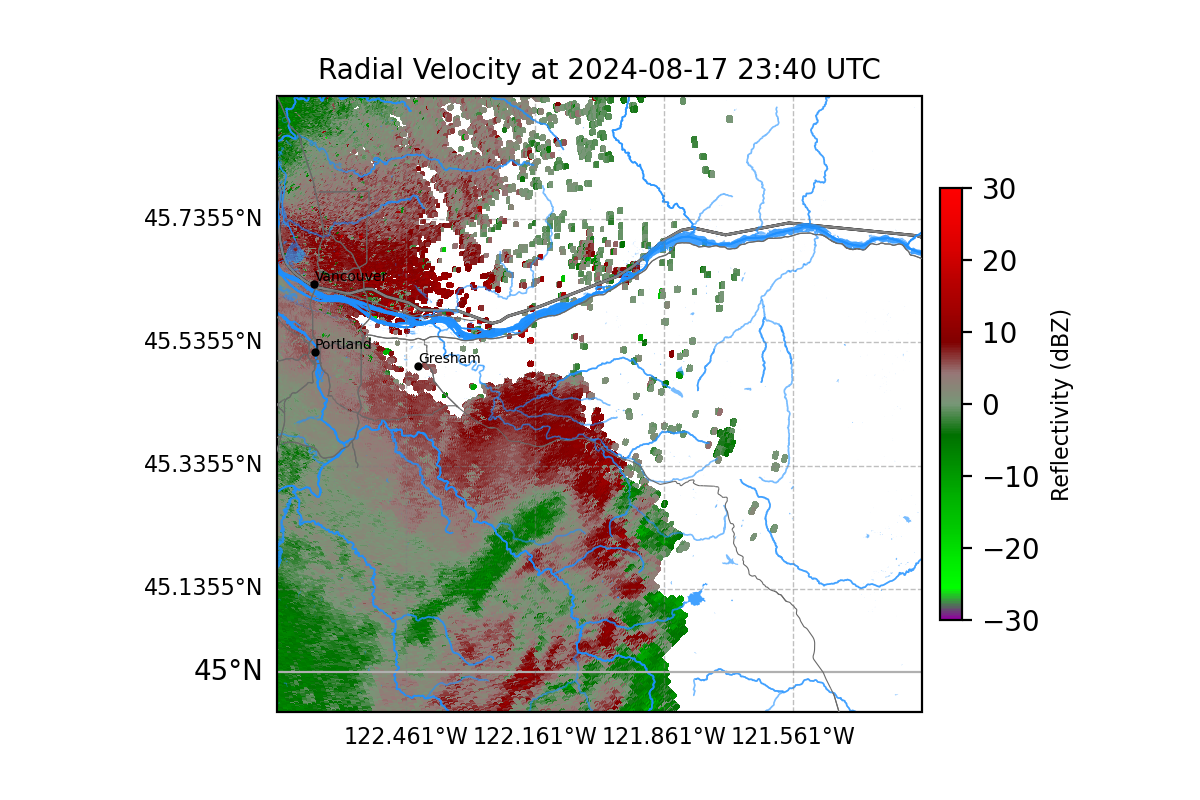 Radial Velocity at 2024-08-17 23:40 UTC
45.7355°N
45.5355°N
45.3355°N
45.1355°N
45°N
Vancouver
Portland
Gresham
122.461°W 122.161°W 121.861°W 121.561°W
30
20
10
0
−10
−20
−30
Reflectivity (dBZ)